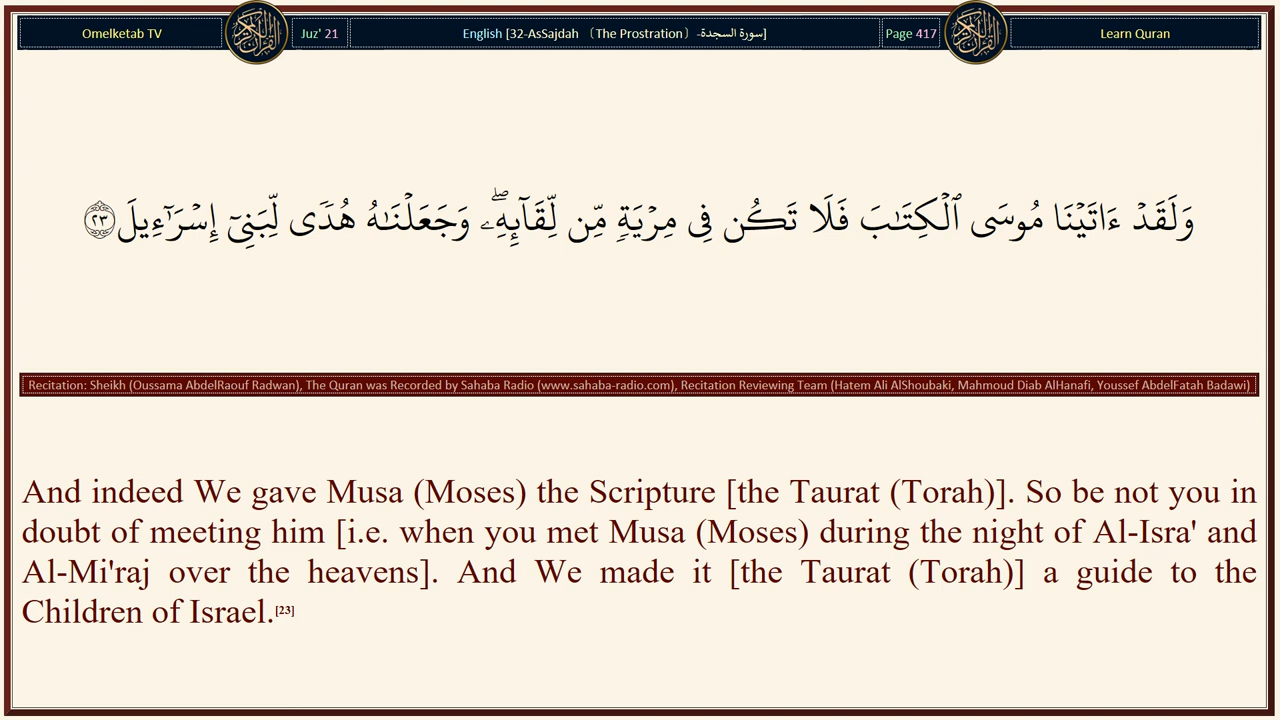 Omelketab TV
Juz' 21
English [32-AsSajdah (The Prostration) -سورة السجدة]
Page 417
Learn Quran
وَلَقَدۡ ءَاتَيۡنَا مُوسَى ٱلۡكِتَٰبَ فَلَا تَكُن فِي مِرۡيَةٖ مِّن لِّقَآئِهِۦۖ وَجَعَلۡنَٰهُ هُدٗى لِّبَنِيٓ إِسۡرَٰٓءِيلَ ٢٣
Recitation: Sheikh (Oussama AbdelRaouf Radwan), The Quran was Recorded by Sahaba Radio (www.sahaba-radio.com), Recitation Reviewing Team (Hatem Ali AlShoubaki, Mahmoud Diab AlHanafi, Youssef AbdelFatah Badawi)
And indeed We gave Musa (Moses) the Scripture [the Taurat (Torah)]. So be not you in
doubt of meeting him [i.e. when you met Musa (Moses) during the night of Al-Isra' and
Al-Mi'raj over the heavens]. And We made it [the Taurat (Torah)] a guide to the
Children of Israel.[23]